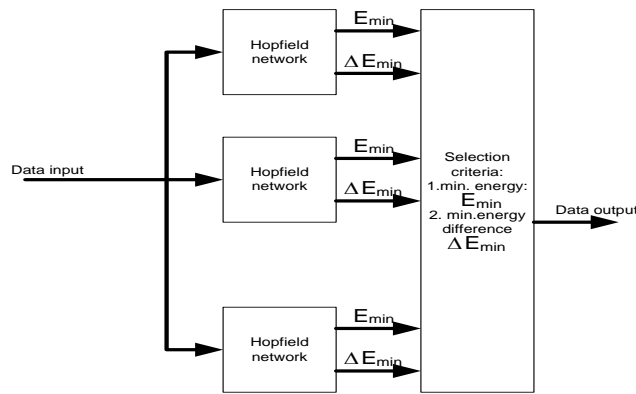 Data input
Hopfield
network
Emin
ΔEmin
Hopfield
network
Emin
ΔEmin
Hopfield
network
Emin
ΔEmin
Selection
criteria:
1.min. energy:
Emin
2. min.energy
difference
ΔEmin
Data output